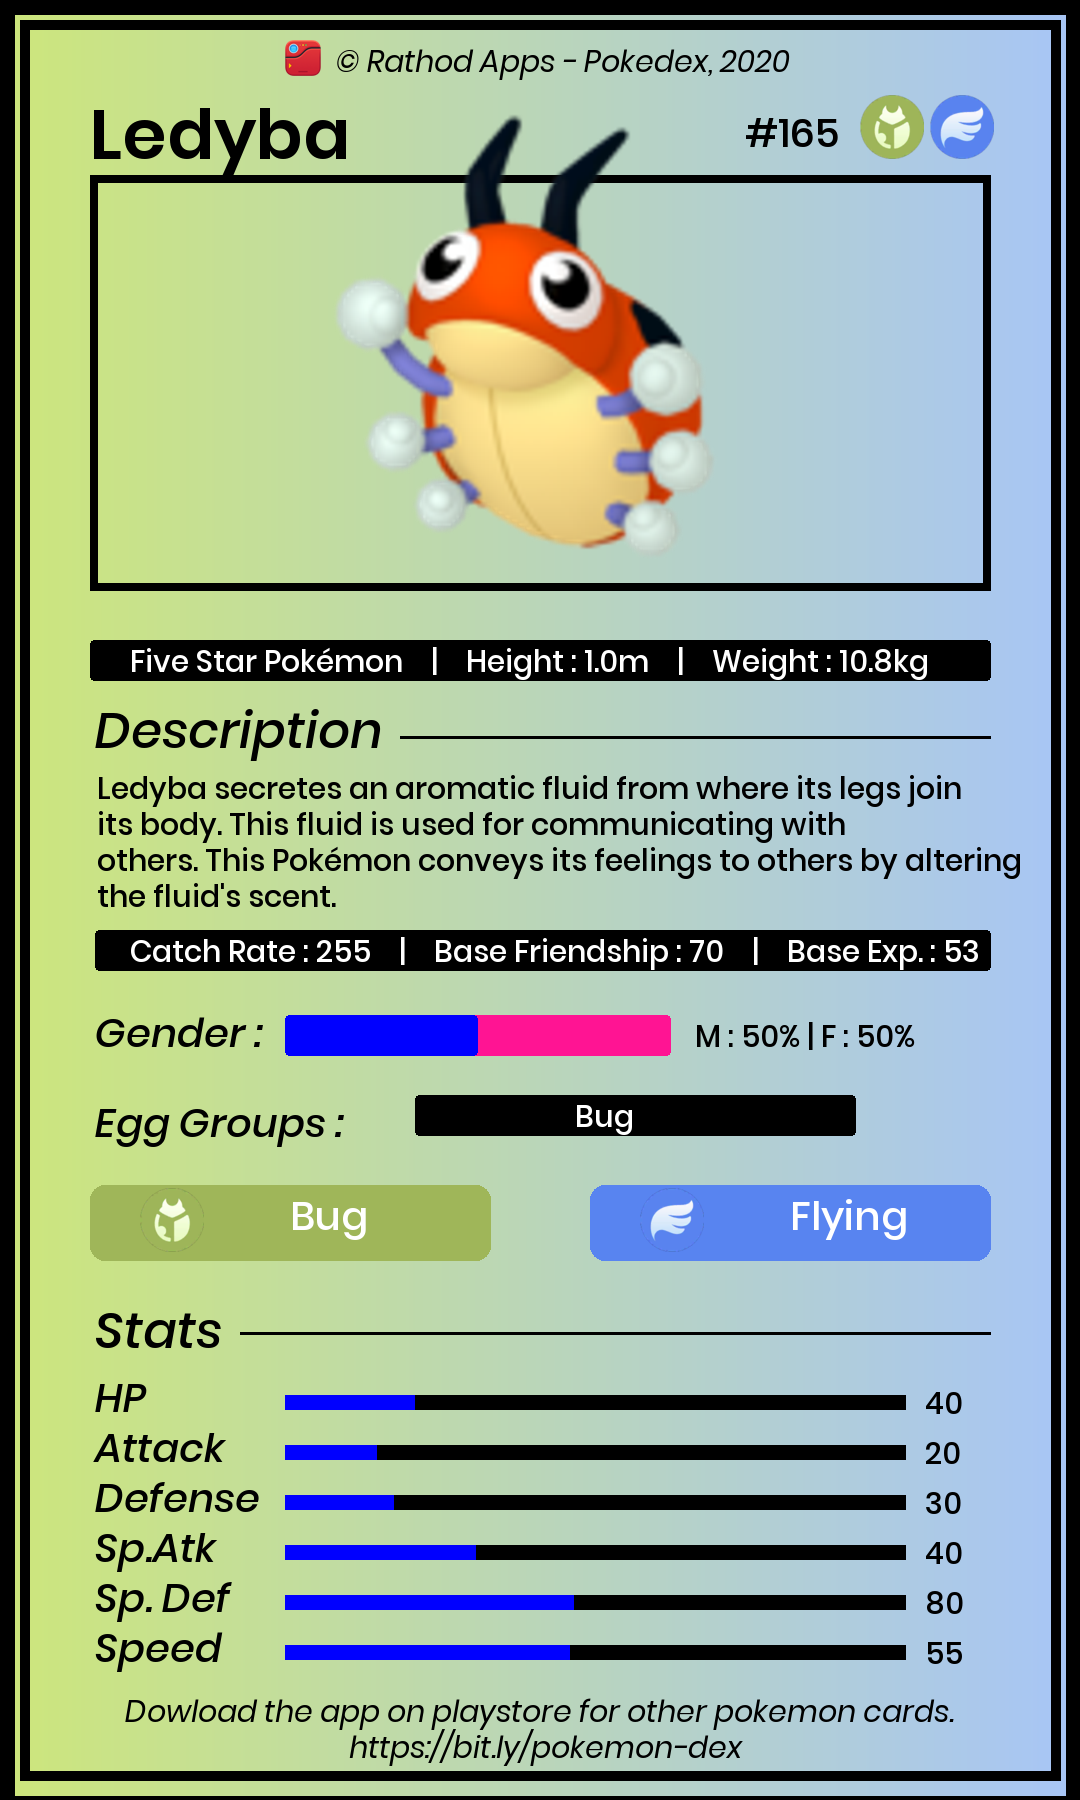 © Rathod Apps - Pokedex, 2020
Ledyba #165
Five Star Pokémon | Height : 1.0m | Weight : 10.8kg
Description
Ledyba secretes an aromatic fluid from where its legs join
its body. This fluid is used for communicating with
others. This Pokémon conveys its feelings to others by altering
the fluid's scent.
Catch Rate : 255 | Base Friendship : 70 | Base Exp. : 53
Gender : M : 50% | F : 50%
Egg Groups : Bug
Bug Flying
Stats
HP 40
Attack 20
Defense 30
Sp.Atk 40
Sp. Def 80
Speed 55
Dowload the app on playstore for other pokemon cards.
https://bit.ly/pokemon-dex